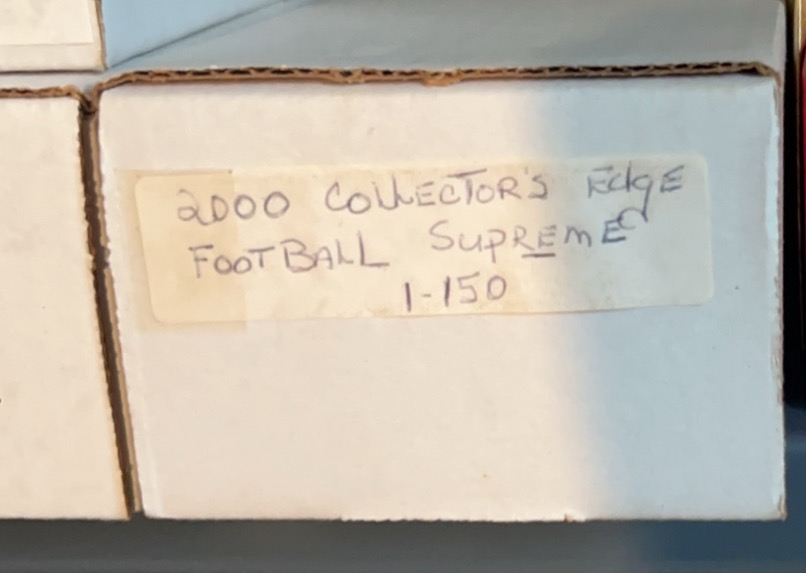 2000 COLLECTOR'S EdgE
FOOTBALL SUPREME
1-150